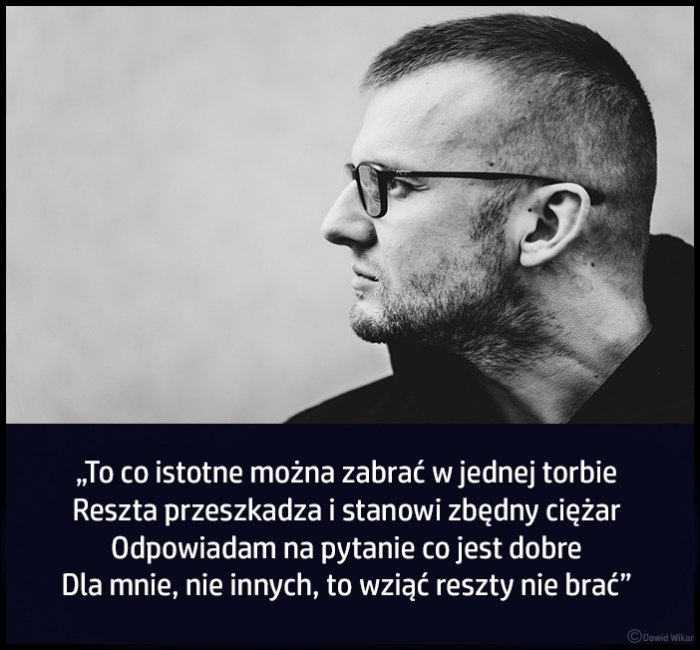 „To co istotne można zabrać w jednej torbie
Reszta przeszkadza i stanowi zbędny ciężar
Odpowiadam na pytanie co jest dobre
Dla mnie, nie innych, to wziąć reszty nie brać”
©Dawid Wikar